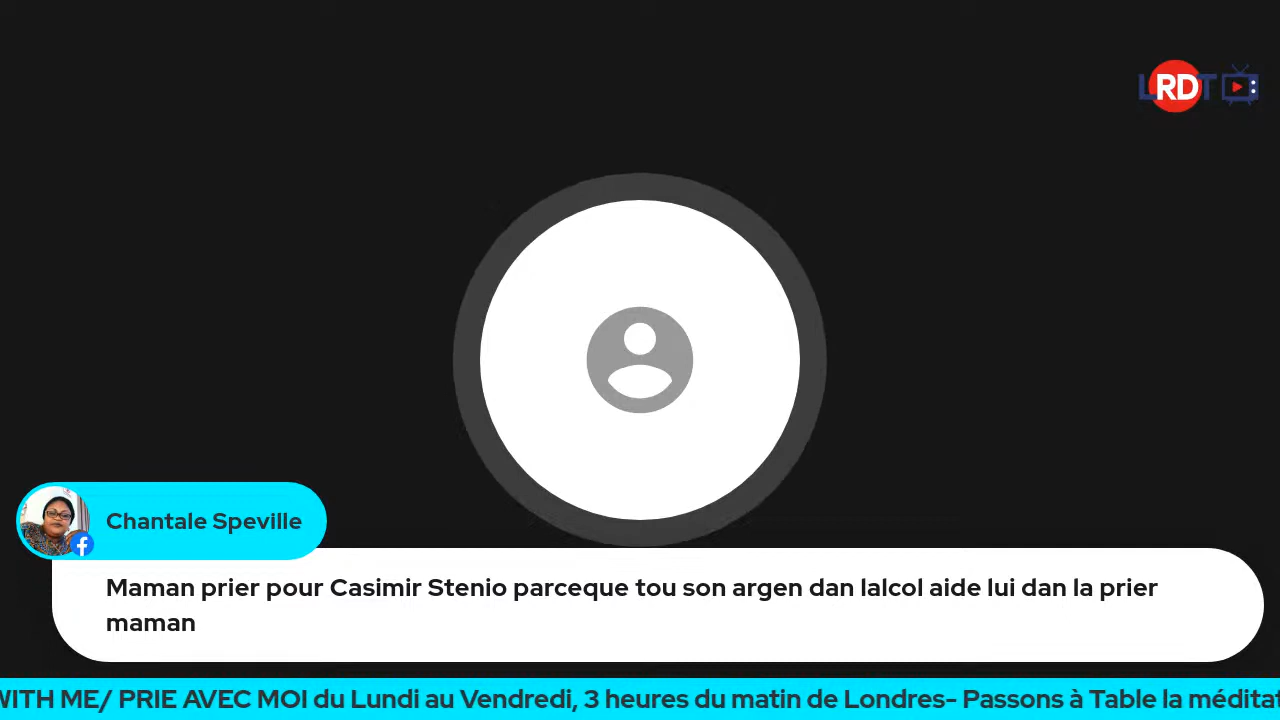 LRDT
Chantale Speville
Maman prier pour Casimir Stenio parceque tou son argen dan lalcol aide lui dan la prier
maman
WITH ME/ PRIE AVEC MOI du Lundi au Vendredi, 3 heures du matin de Londres- Passons à Table la méditat